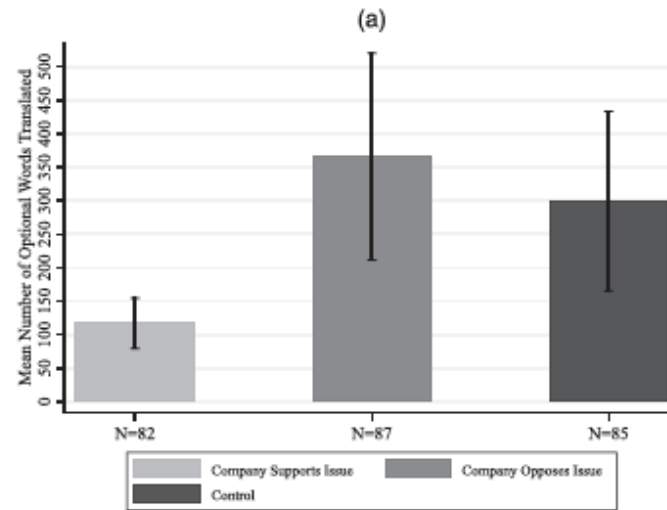 (a)
Mean Number of Optional Words Translated
500
450
400
350
300
250
200
150
100
50
0
N=82 N=87 N=85
Company Supports Issue Company Opposes Issue
Control